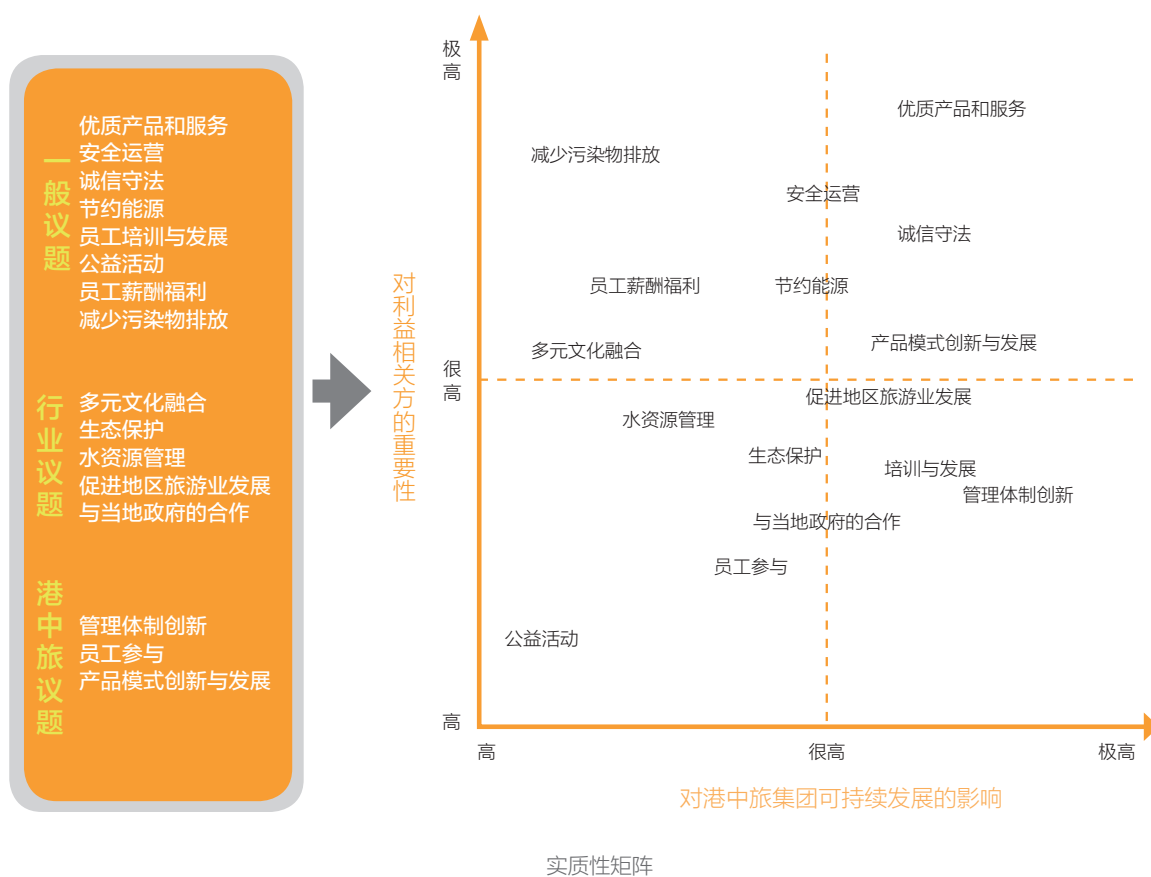 一般议题
优质产品和服务
安全运营
诚信守法
节约能源
员工培训与发展
公益活动
员工薪酬福利
减少污染物排放
行业议题
多元文化融合
生态保护
水资源管理
促进地区旅游业发展
与当地政府的合作
港中旅议题
管理体制创新
员工参与
产品模式创新与发展
对利益相关方的重要性
极高
很高
高
优质产品和服务
减少污染物排放
安全运营
诚信守法
员工薪酬福利
节约能源
产品模式创新与发展
多元文化融合
促进地区旅游业发展
水资源管理
生态保护
培训与发展
管理体制创新
与当地政府的合作
员工参与
公益活动
高
很高
极高
对港中旅集团可持续发展的影响
实质性矩阵